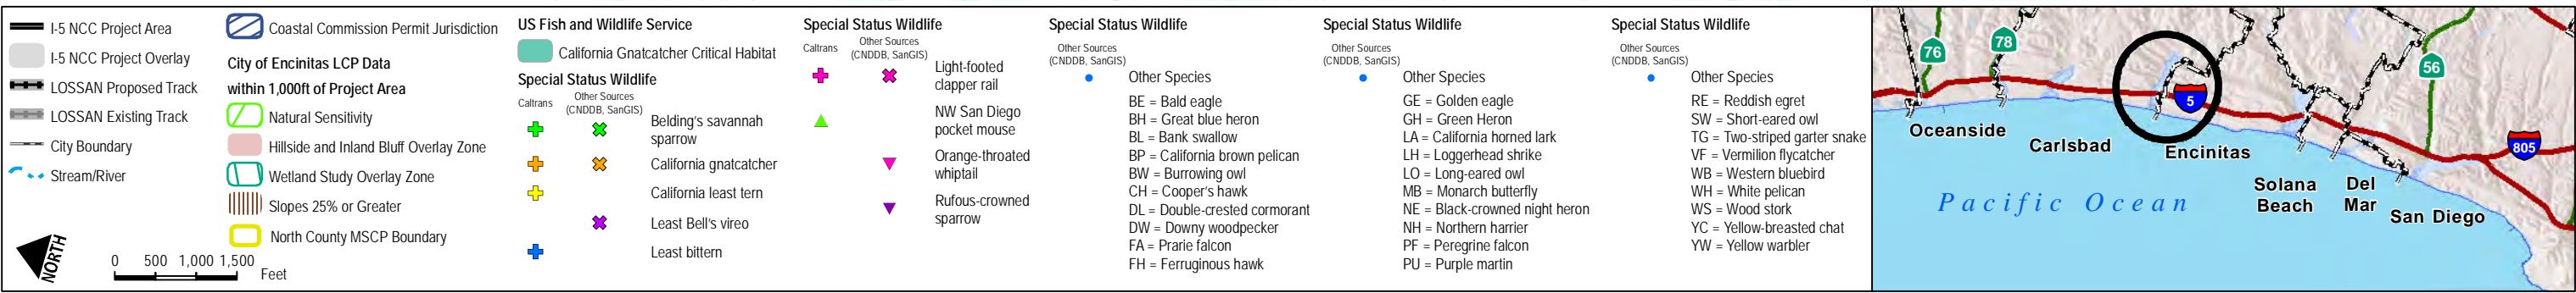 I-5 NCC Project Area
I-5 NCC Project Overlay
LOSSAN Proposed Track
LOSSAN Existing Track
City Boundary
Stream/River
NORTH
0 500 1,000 1,500
Feet
Coastal Commission Permit Jurisdiction
City of Encinitas LCP Data
within 1,000ft of Project Area
Natural Sensitivity
Hillside and Inland Bluff Overlay Zone
Wetland Study Overlay Zone
Slopes 25% or Greater
North County MSCP Boundary
US Fish and Wildlife Service
California Gnatcatcher Critical Habitat
Special Status Wildlife
Caltrans
Other Sources
(CNDDB, SanGIS)
Belding's savannah
sparrow
California gnatcatcher
California least tern
Least Bell's vireo
Least bittern
Special Status Wildlife
Caltrans
Other Sources
(CNDDB, SanGIS)
Light-footed
clapper rail
NW San Diego
pocket mouse
Orange-throated
whiptail
Rufous-crowned
sparrow
Special Status Wildlife
Other Sources
(CNDDB, SanGIS)
Other Species
BE = Bald eagle
BH = Great blue heron
BL = Bank swallow
BP = California brown pelican
BW = Burrowing owl
CH = Cooper's hawk
DL = Double-crested cormorant
DW = Downy woodpecker
FA = Prarie falcon
FH = Ferruginous hawk
Special Status Wildlife
Other Sources
(CNDDB, SanGIS)
Other Species
GE = Golden eagle
GH = Green Heron
LA = California horned lark
LH = Loggerhead shrike
LO = Long-eared owl
MB = Monarch butterfly
NE = Black-crowned night heron
NH = Northern harrier
PF = Peregrine falcon
PU = Purple martin
Special Status Wildlife
Other Sources
(CNDDB, SanGIS)
Other Species
RE = Reddish egret
SW = Short-eared owl
TG = Two-striped garter snake
VF = Vermilion flycatcher
WB = Western bluebird
WH = White pelican
WS = Wood stork
YC = Yellow-breasted chat
YW = Yellow warbler
76
78
56
5
805
Oceanside
Carlsbad
Encinitas
Solana
Beach
Del
Mar
San Diego
Pacific Ocean